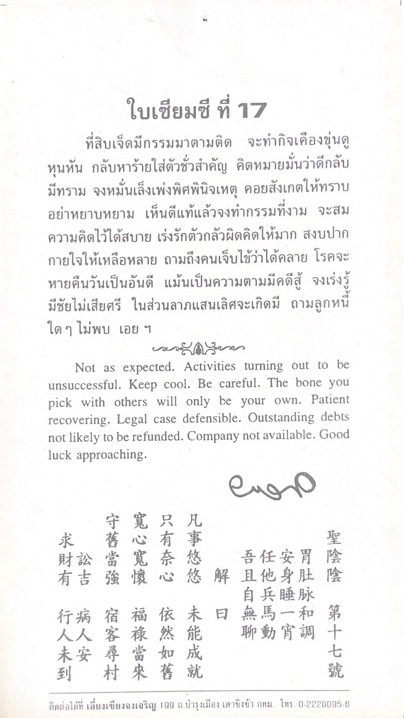 ใบเซียมซี ที่ 17
ที่สิบเจ็ดมีกรรมมาตามติด จะทำกิจเคืองขุ่นดู
หุนหัน กลับหาร้ายใส่ตัวชั่วสำคัญ คิดหมายมั่นว่าดีกลับ
มีทราม จงหมั่นเล็งเพ่งพิศพินิจเหตุ คอยสังเกตให้ทราบ
อย่าหยาบหยาม เห็นดีแท้แล้วจงทำกรรมที่งาม จะสม
ความคิดไว้ได้สบาย เร่งรักตัวกลัวผิดคิดให้มาก สงบปาก
กายใจให้เหลือหลาย ถามถึงคนเจ็บไข้ว่าได้คลาย โรคจะ
หายคืนวันเป็นอันดี แม้นเป็นความตามมีคดีสู้ จงเร่งรู้
มีชัยไม่เสียศรี ในส่วนลาภแสนเลิศจะเกิดมี ถามลูกหนี้
ใดๆ ไม่พบ เอย ฯ
Not as expected. Activities turning out to be
unsuccessful. Keep cool. Be careful. The bone you
pick with others will only be your own. Patient
recovering. Legal case defensible. Outstanding debts
not likely to be refunded. Company not available. Good
luck approaching.
聖陰陰 第十七號
胃肚脉和調
安身睡一宵
任他兵馬動
吾且自無聊
解曰
凡事悠悠 未能成就
只有奈心 依然如舊
寬心寬懷 福祿當來
守舊當強 宿客尋村
訟吉 病人安
求財有 行人未到
ติดต่อได้ที่ เลี่ยงเซียงจงเจริญ 199 ถ.บำรุงเมือง เสาชิงช้า กทม. โทร. 0-2226095-6